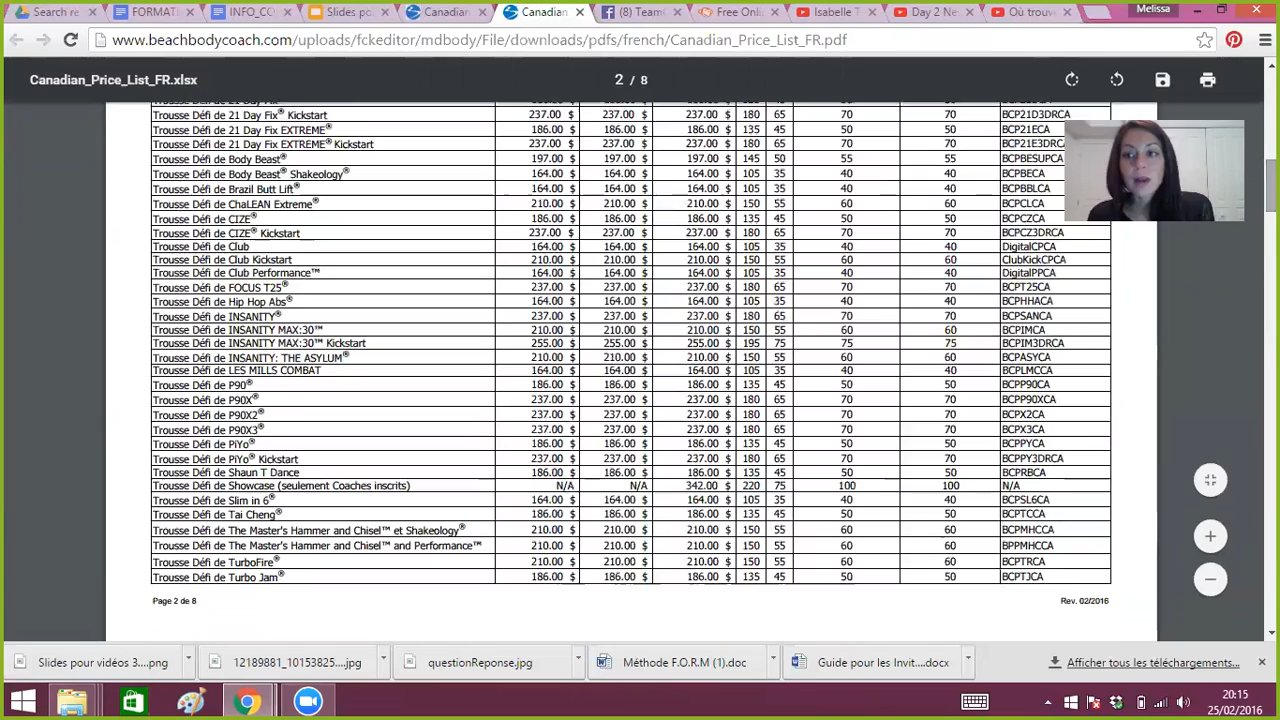 Search re
FORMATI
INFO_CO
Slides po
Canadian
Canadian
(8) TeamC
Free Onli
Isabelle T
Day 2 Ne
Où trouve
Melissa
www.beachbodycoach.com/uploads/fckeditor/mdbody/File/downloads/pdfs/french/Canadian_Price_List_FR.pdf
Canadian_Price_List_FR.xlsx 2 / 8
Trousse Défi de 21 Day Fix® Kickstart 237.00 $ 237.00 $ 237.00 $ 180 65 70 70 BCP21D3DRCA
Trousse Défi de 21 Day Fix EXTREME® 186.00 $ 186.00 $ 186.00 $ 135 45 50 50 BCP21ECA
Trousse Défi de 21 Day Fix EXTREME® Kickstart 237.00 $ 237.00 $ 237.00 $ 180 65 70 70 BCP21E3DRCA
Trousse Défi de Body Beast® 197.00 $ 197.00 $ 197.00 $ 145 50 55 55 BCPBESUPCA
Trousse Défi de Body Beast® Shakeology® 164.00 $ 164.00 $ 164.00 $ 105 35 40 40 BCPBECA
Trousse Défi de Brazil Butt Lift® 164.00 $ 164.00 $ 164.00 $ 105 35 40 40 BCPBBLCA
Trousse Défi de ChaLEAN Extreme® 210.00 $ 210.00 $ 210.00 $ 150 55 60 60 BCPCLCA
Trousse Défi de CIZE® 186.00 $ 186.00 $ 186.00 $ 135 45 50 50 BCPCZCA
Trousse Défi de CIZE® Kickstart 237.00 $ 237.00 $ 237.00 $ 180 65 70 70 BCPCZ3DRCA
Trousse Défi de Club 164.00 $ 164.00 $ 164.00 $ 105 35 40 40 DigitalCPCA
Trousse Défi de Club Kickstart 210.00 $ 210.00 $ 210.00 $ 150 55 60 60 ClubKickCPCA
Trousse Défi de Club Performance™ 164.00 $ 164.00 $ 164.00 $ 105 35 40 40 DigitalPPCA
Trousse Défi de FOCUS T25® 237.00 $ 237.00 $ 237.00 $ 180 65 70 70 BCPT25CA
Trousse Défi de Hip Hop Abs® 164.00 $ 164.00 $ 164.00 $ 105 35 40 40 BCPHHACA
Trousse Défi de INSANITY® 237.00 $ 237.00 $ 237.00 $ 180 65 70 70 BCPSANCA
Trousse Défi de INSANITY MAX:30™ 210.00 $ 210.00 $ 210.00 $ 150 55 60 60 BCPIMCA
Trousse Défi de INSANITY MAX:30™ Kickstart 255.00 $ 255.00 $ 255.00 $ 195 75 75 75 BCPIM3DRCA
Trousse Défi de INSANITY: THE ASYLUM® 210.00 $ 210.00 $ 210.00 $ 150 55 60 60 BCPASYCA
Trousse Défi de LES MILLS COMBAT 164.00 $ 164.00 $ 164.00 $ 105 35 40 40 BCPLMCCA
Trousse Défi de P90® 186.00 $ 186.00 $ 186.00 $ 135 45 50 50 BCPP90CA
Trousse Défi de P90X® 237.00 $ 237.00 $ 237.00 $ 180 65 70 70 BCPP90XCA
Trousse Défi de P90X2® 237.00 $ 237.00 $ 237.00 $ 180 65 70 70 BCPX2CA
Trousse Défi de P90X3® 237.00 $ 237.00 $ 237.00 $ 180 65 70 70 BCPX3CA
Trousse Défi de PiYo® 186.00 $ 186.00 $ 186.00 $ 135 45 50 50 BCPPYCA
Trousse Défi de PiYo® Kickstart 237.00 $ 237.00 $ 237.00 $ 180 65 70 70 BCPPY3DRCA
Trousse Défi de Shaun T Dance 186.00 $ 186.00 $ 186.00 $ 135 45 50 50 BCPRBCA
Trousse Défi de Showcase (seulement Coaches inscrits) N/A N/A 342.00 $ 220 75 100 100 N/A
Trousse Défi de Slim in 6® 164.00 $ 164.00 $ 164.00 $ 105 35 40 40 BCPSL6CA
Trousse Défi de Tai Cheng® 186.00 $ 186.00 $ 186.00 $ 135 45 50 50 BCPTCCA
Trousse Défi de The Master's Hammer and Chisel™ et Shakeology® 210.00 $ 210.00 $ 210.00 $ 150 55 60 60 BCPMHCCA
Trousse Défi de The Master's Hammer and Chisel™ and Performance™ 210.00 $ 210.00 $ 210.00 $ 150 55 60 60 BPPMHCCA
Trousse Défi de TurboFire® 210.00 $ 210.00 $ 210.00 $ 150 55 60 60 BCPTRCA
Trousse Défi de Turbo Jam® 186.00 $ 186.00 $ 186.00 $ 135 45 50 50 BCPTJCA
Page 2 de 8 Rev. 02/2016
Slides pour vidéos 3....png
12189881_10153825....jpg
questionReponse.jpg
Méthode F.O.R.M (1).doc
Guide pour les Invit....docx
Afficher tous les téléchargements...
20:15
25/02/2016